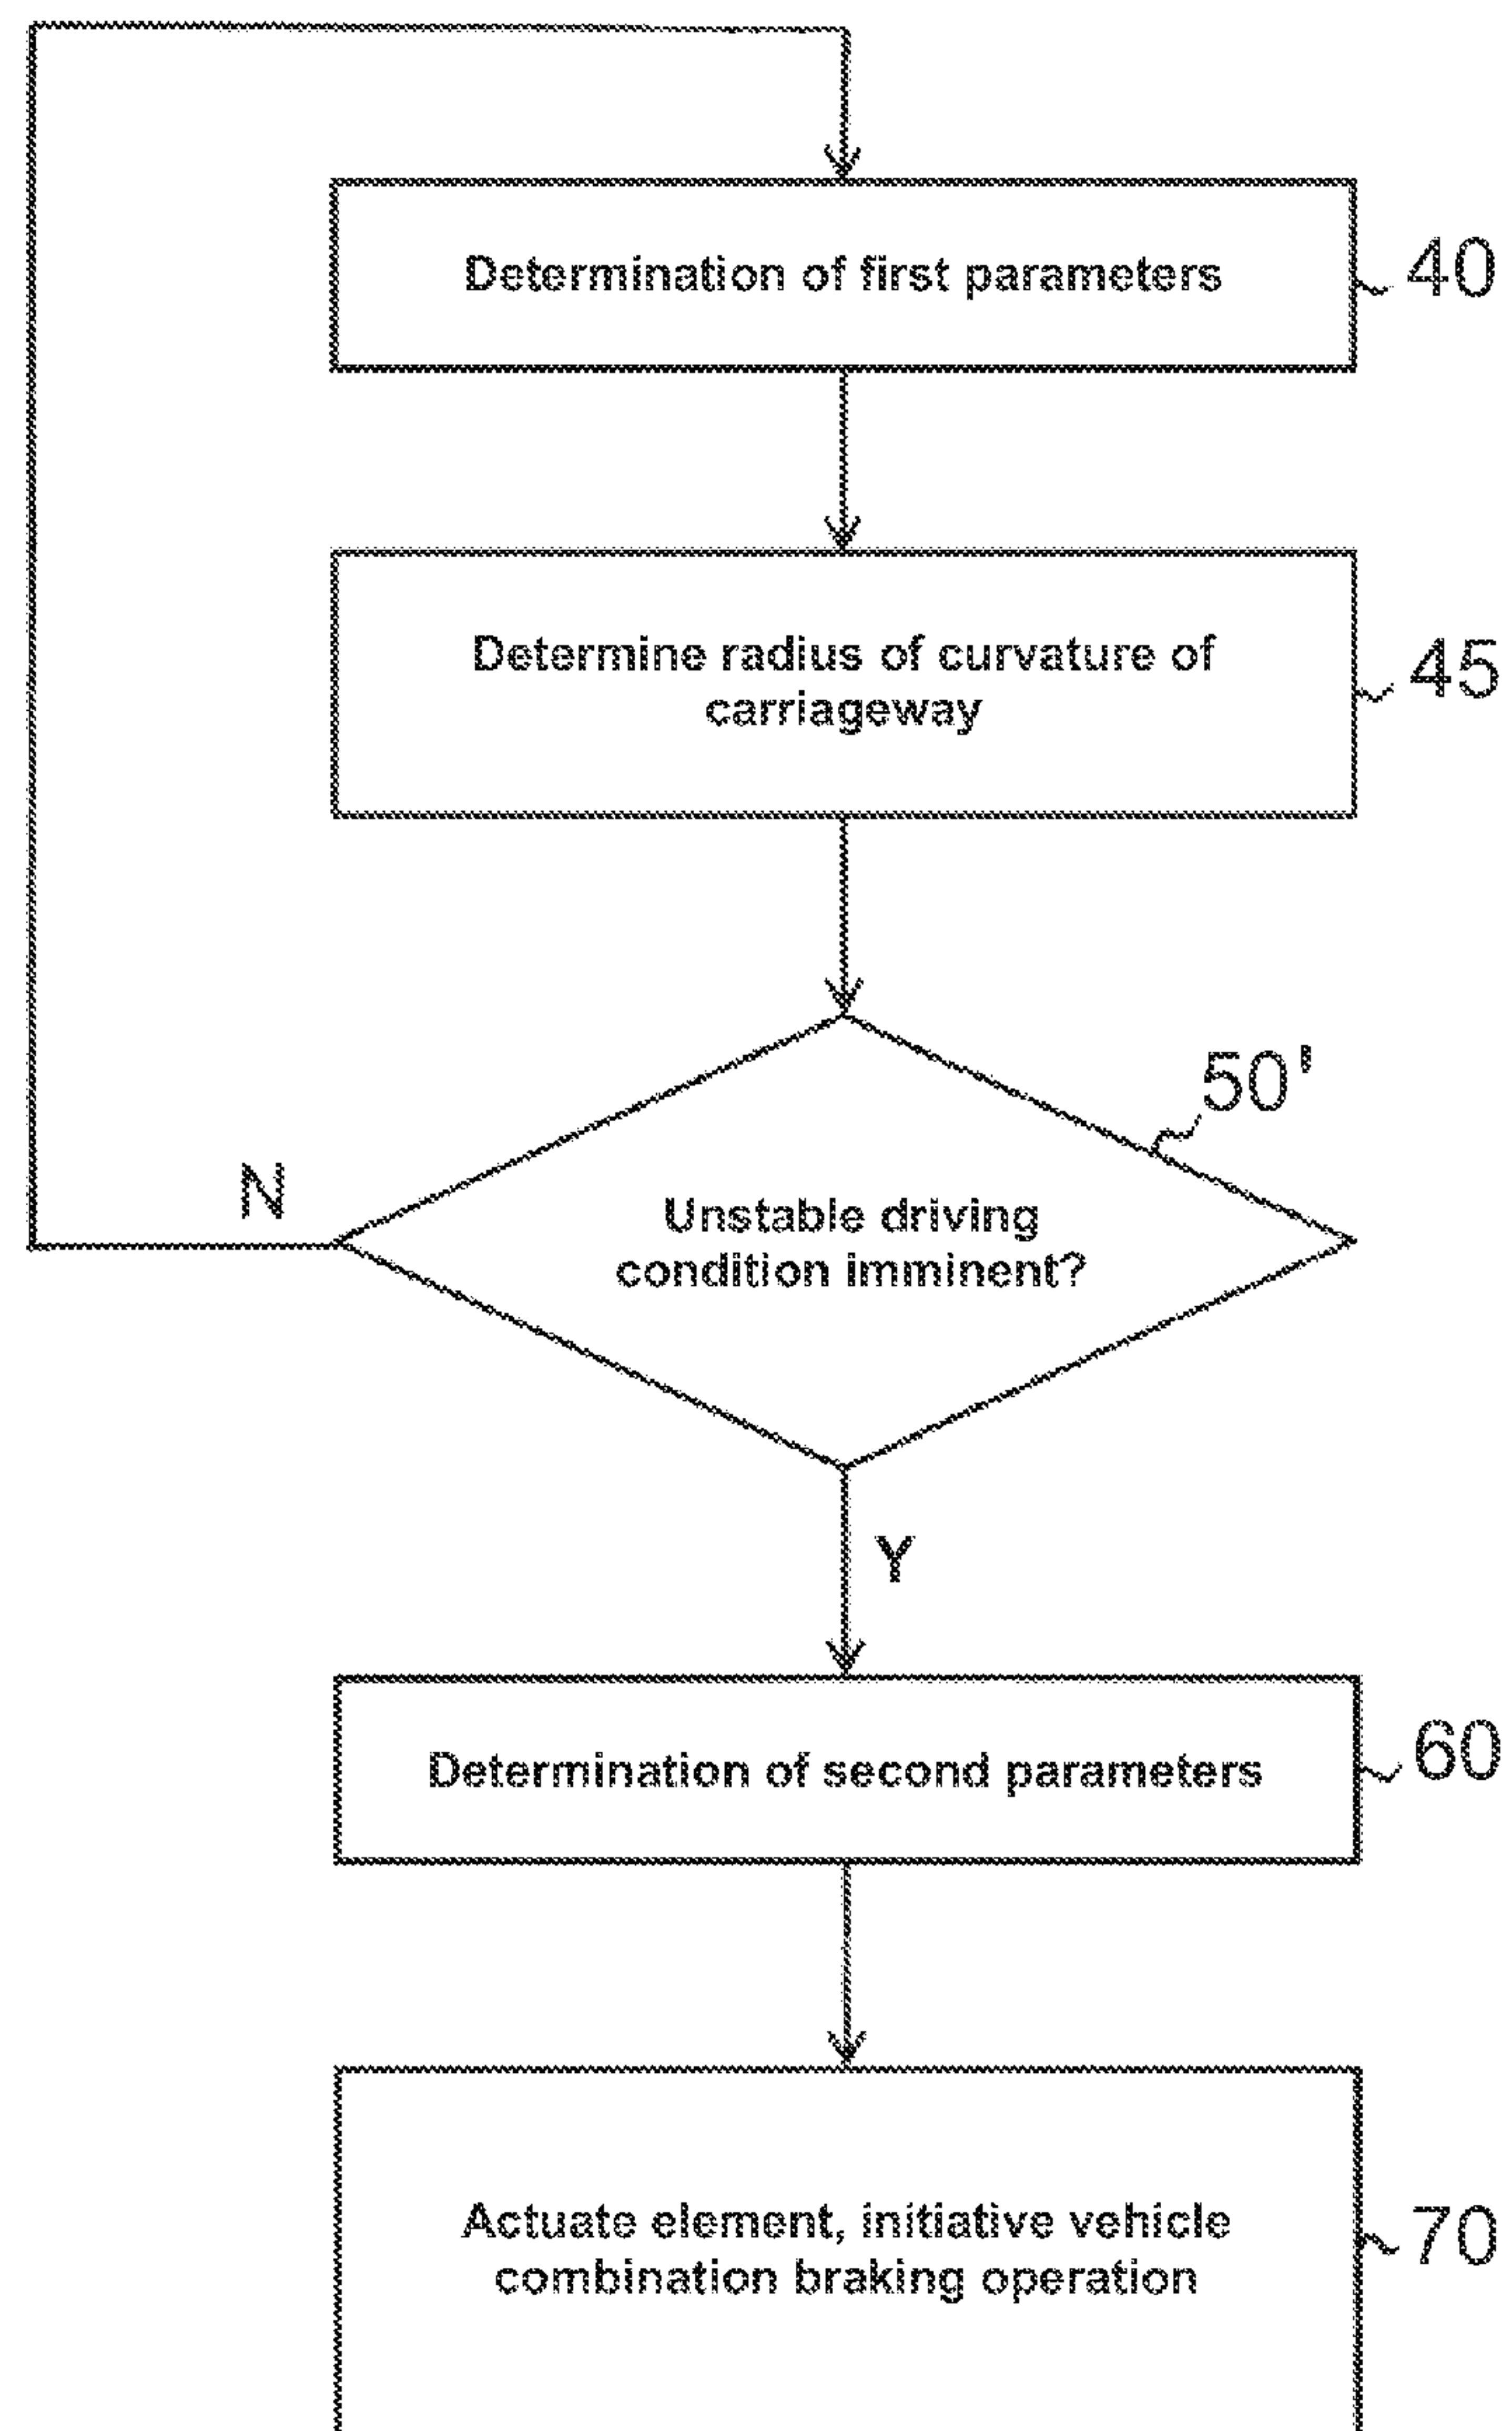 Determination of first parameters
40
Determine radius of curvature of
carriageway
45
50'
N
Unstable driving
condition imminent?
Y
Determination of second parameters
60
Actuate element, initiative vehicle
combination braking operation
70